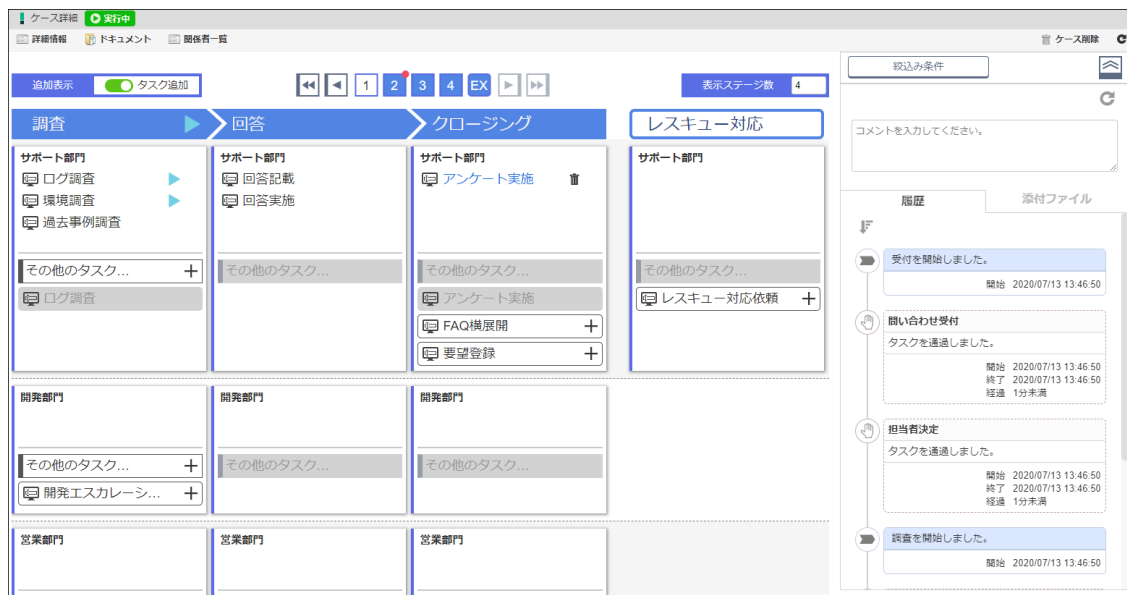 ケース詳細 実行中
詳細情報 ドキュメント 関係者一覧 ケース削除
追加表示 タスク追加
1 2 3 4 EX
表示ステージ数 4
調査 回答 クロージング レスキュー対応
サポート部門
ログ調査
環境調査
過去事例調査
その他のタスク...
ログ調査
サポート部門
回答記載
回答実施
その他のタスク...
サポート部門
アンケート実施
その他のタスク...
アンケート実施
FAQ横展開
要望登録
サポート部門
その他のタスク...
レスキュー対応依頼
開発部門
その他のタスク...
開発エスカレーシ...
開発部門
その他のタスク...
開発部門
その他のタスク...
営業部門
営業部門
営業部門
絞込み条件
コメントを入力してください。
履歴 添付ファイル
受付を開始しました。
開始 2020/07/13 13:46:50
問い合わせ受付
タスクを通過しました。
開始 2020/07/13 13:46:50
終了 2020/07/13 13:46:50
経過 1分未満
担当者決定
タスクを通過しました。
開始 2020/07/13 13:46:50
終了 2020/07/13 13:46:50
経過 1分未満
調査を開始しました。
開始 2020/07/13 13:46:50